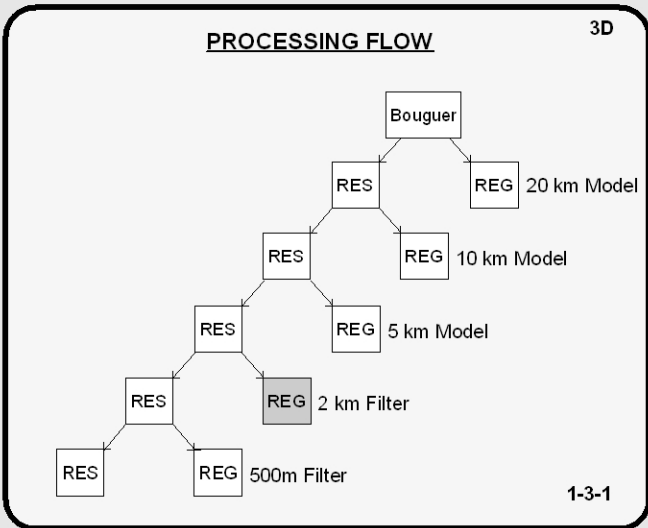 3D
PROCESSING FLOW
Bouguer
RES
REG 20 km Model
RES
REG 10 km Model
RES
REG 5 km Model
RES
REG 2 km Filter
RES
REG 500m Filter
1-3-1